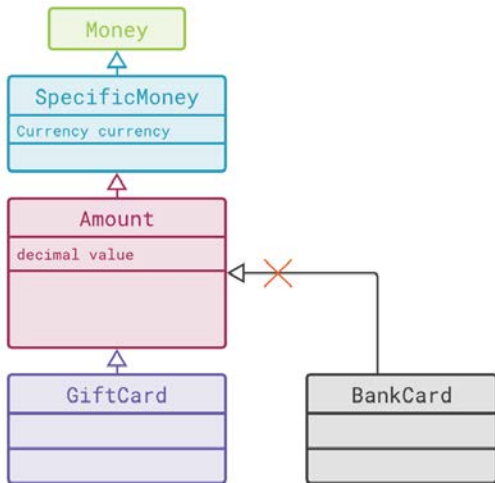 Money
SpecificMoney
Currency currency
Amount
decimal value
GiftCard
BankCard